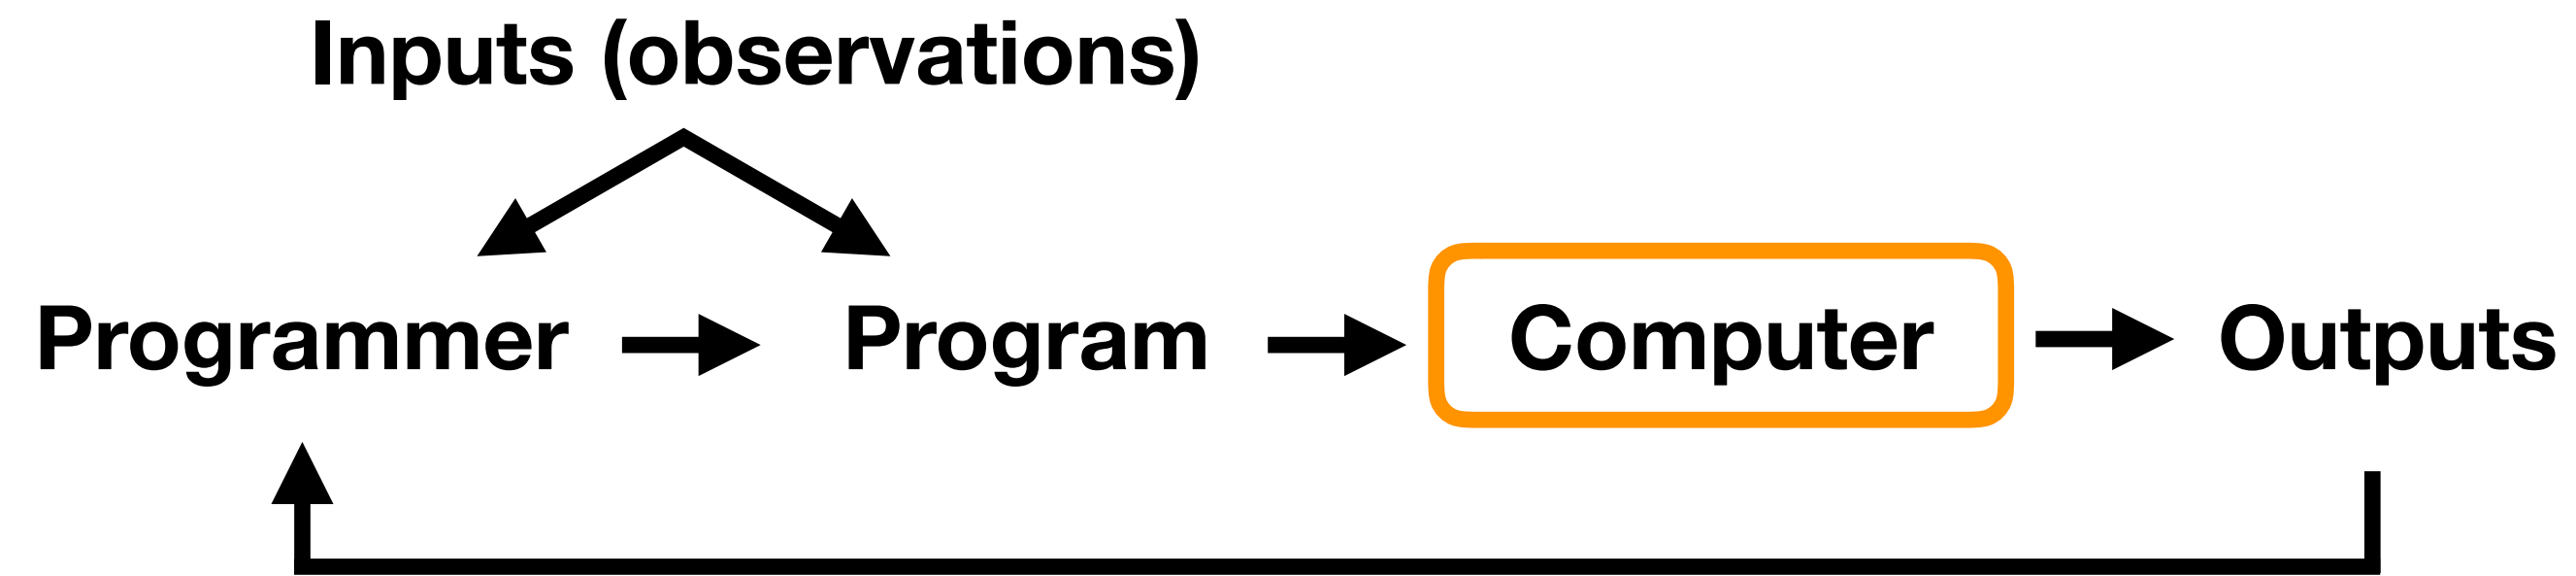 Inputs (observations)
Programmer
Program
Computer
Outputs